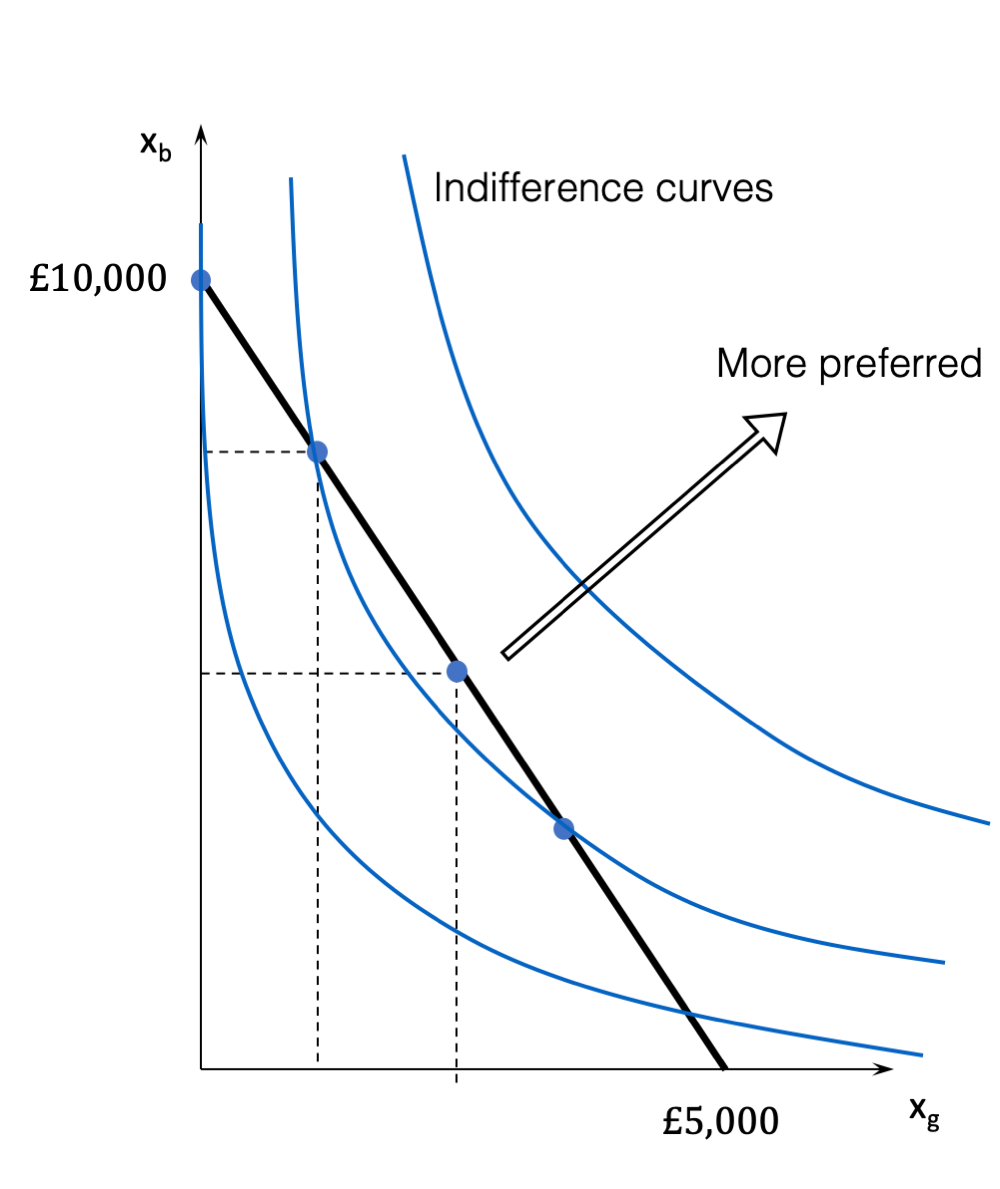 x_b
Indifference curves
£10,000
More preferred
£5,000
x_g